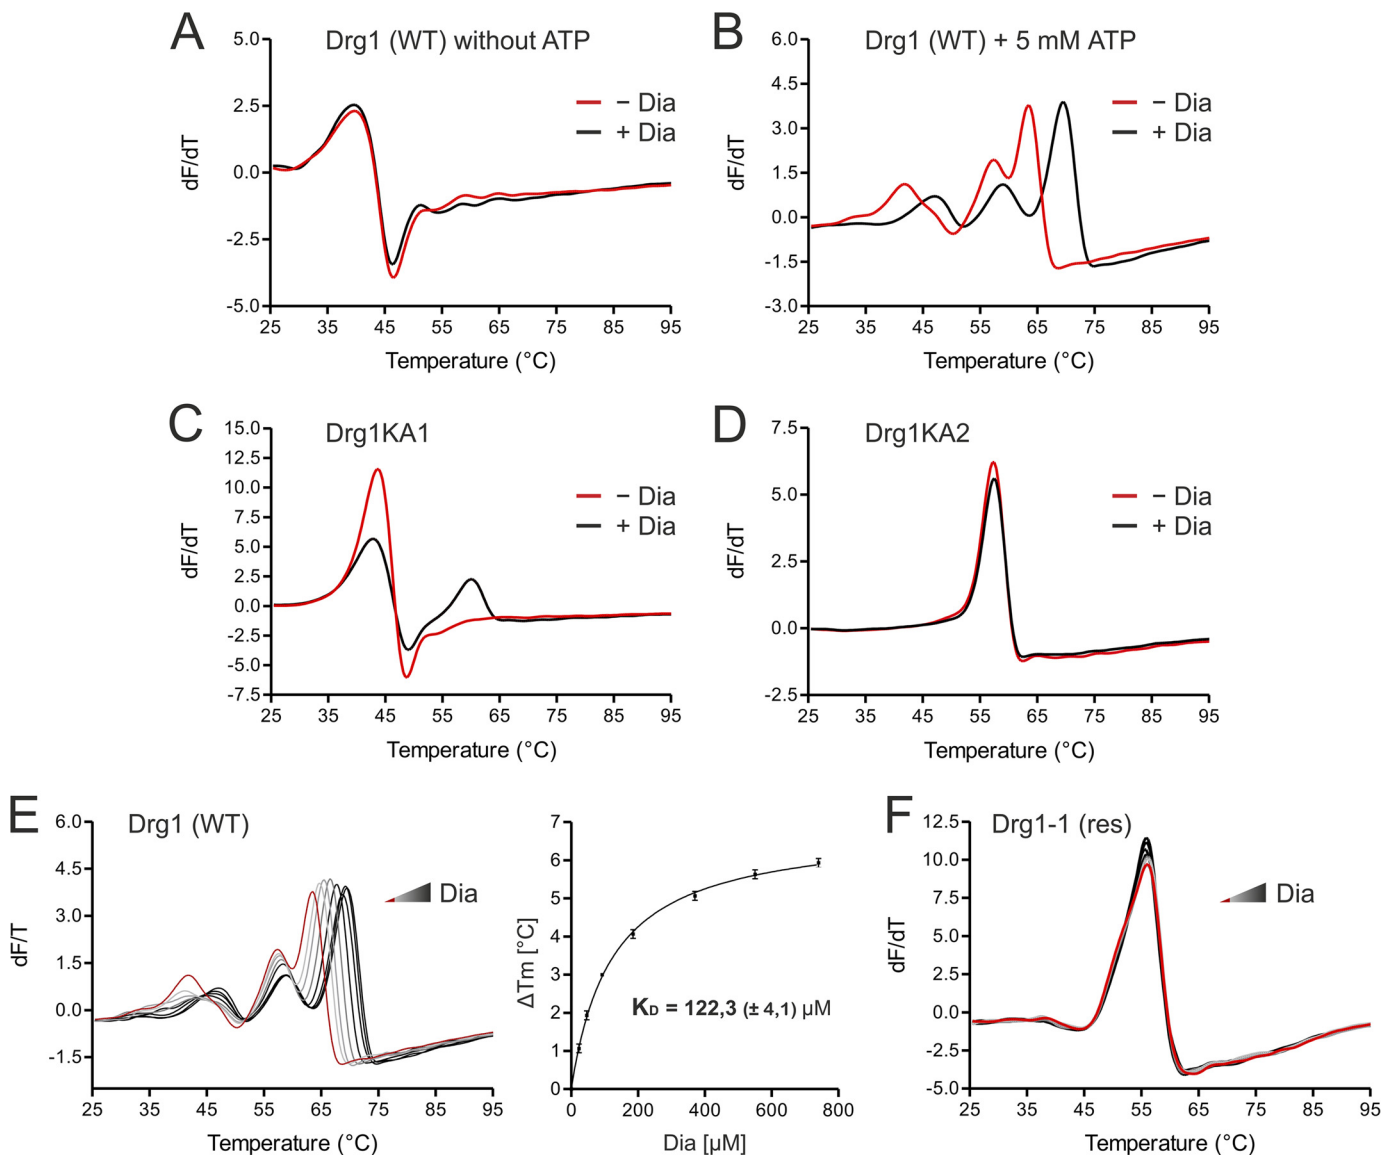 A
Drg1 (WT) without ATP
5.0
2.5
0.0
-2.5
-5.0
dF/dT
– Dia
+ Dia
25 35 45 55 65 75 85 95
Temperature (°C)
B
Drg1 (WT) + 5 mM ATP
6.0
4.5
3.0
1.5
0.0
-1.5
-3.0
dF/dT
– Dia
+ Dia
25 35 45 55 65 75 85 95
Temperature (°C)
C
Drg1KA1
15.0
12.5
10.0
7.5
5.0
2.5
0.0
-2.5
-5.0
-7.5
dF/dT
– Dia
+ Dia
25 35 45 55 65 75 85 95
Temperature (°C)
D
Drg1KA2
7.5
5.0
2.5
0.0
-2.5
dF/dT
– Dia
+ Dia
25 35 45 55 65 75 85 95
Temperature (°C)
E
Drg1 (WT)
6.0
4.5
3.0
1.5
0.0
-1.5
dF/T
Dia
25 35 45 55 65 75 85 95
Temperature (°C)
7
6
5
4
3
2
1
0
ΔTm [°C]
KD = 122,3 (± 4,1) µM
0 200 400 600 800
Dia [µM]
F
Drg1-1 (res)
12.5
10.0
7.5
5.0
2.5
0.0
-2.5
-5.0
dF/dT
Dia
25 35 45 55 65 75 85 95
Temperature (°C)